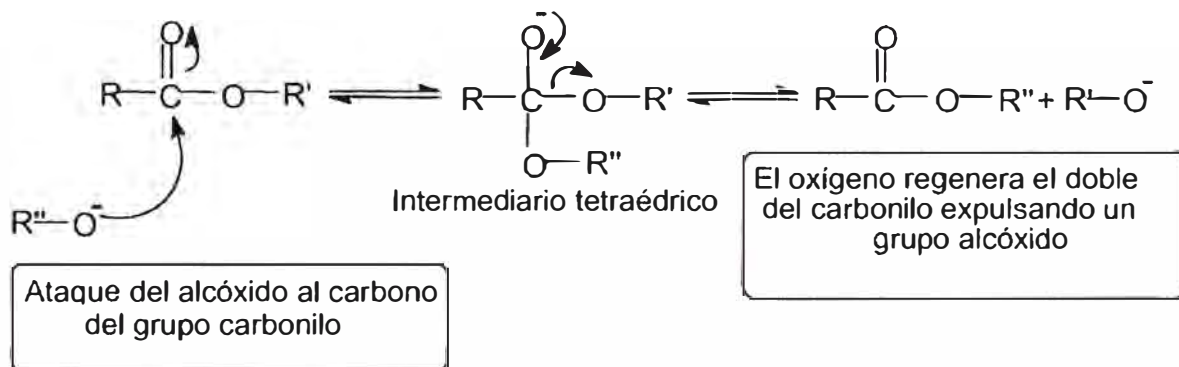 O
R—C—O—R'
R''—O⁻
Ataque del alcóxido al carbono
del grupo carbonilo
O⁻
R—C—O—R'
O—R''
Intermediario tetraédrico
O
R—C—O—R'' + R'—O⁻
El oxígeno regenera el doble
del carbonilo expulsando un
grupo alcóxido